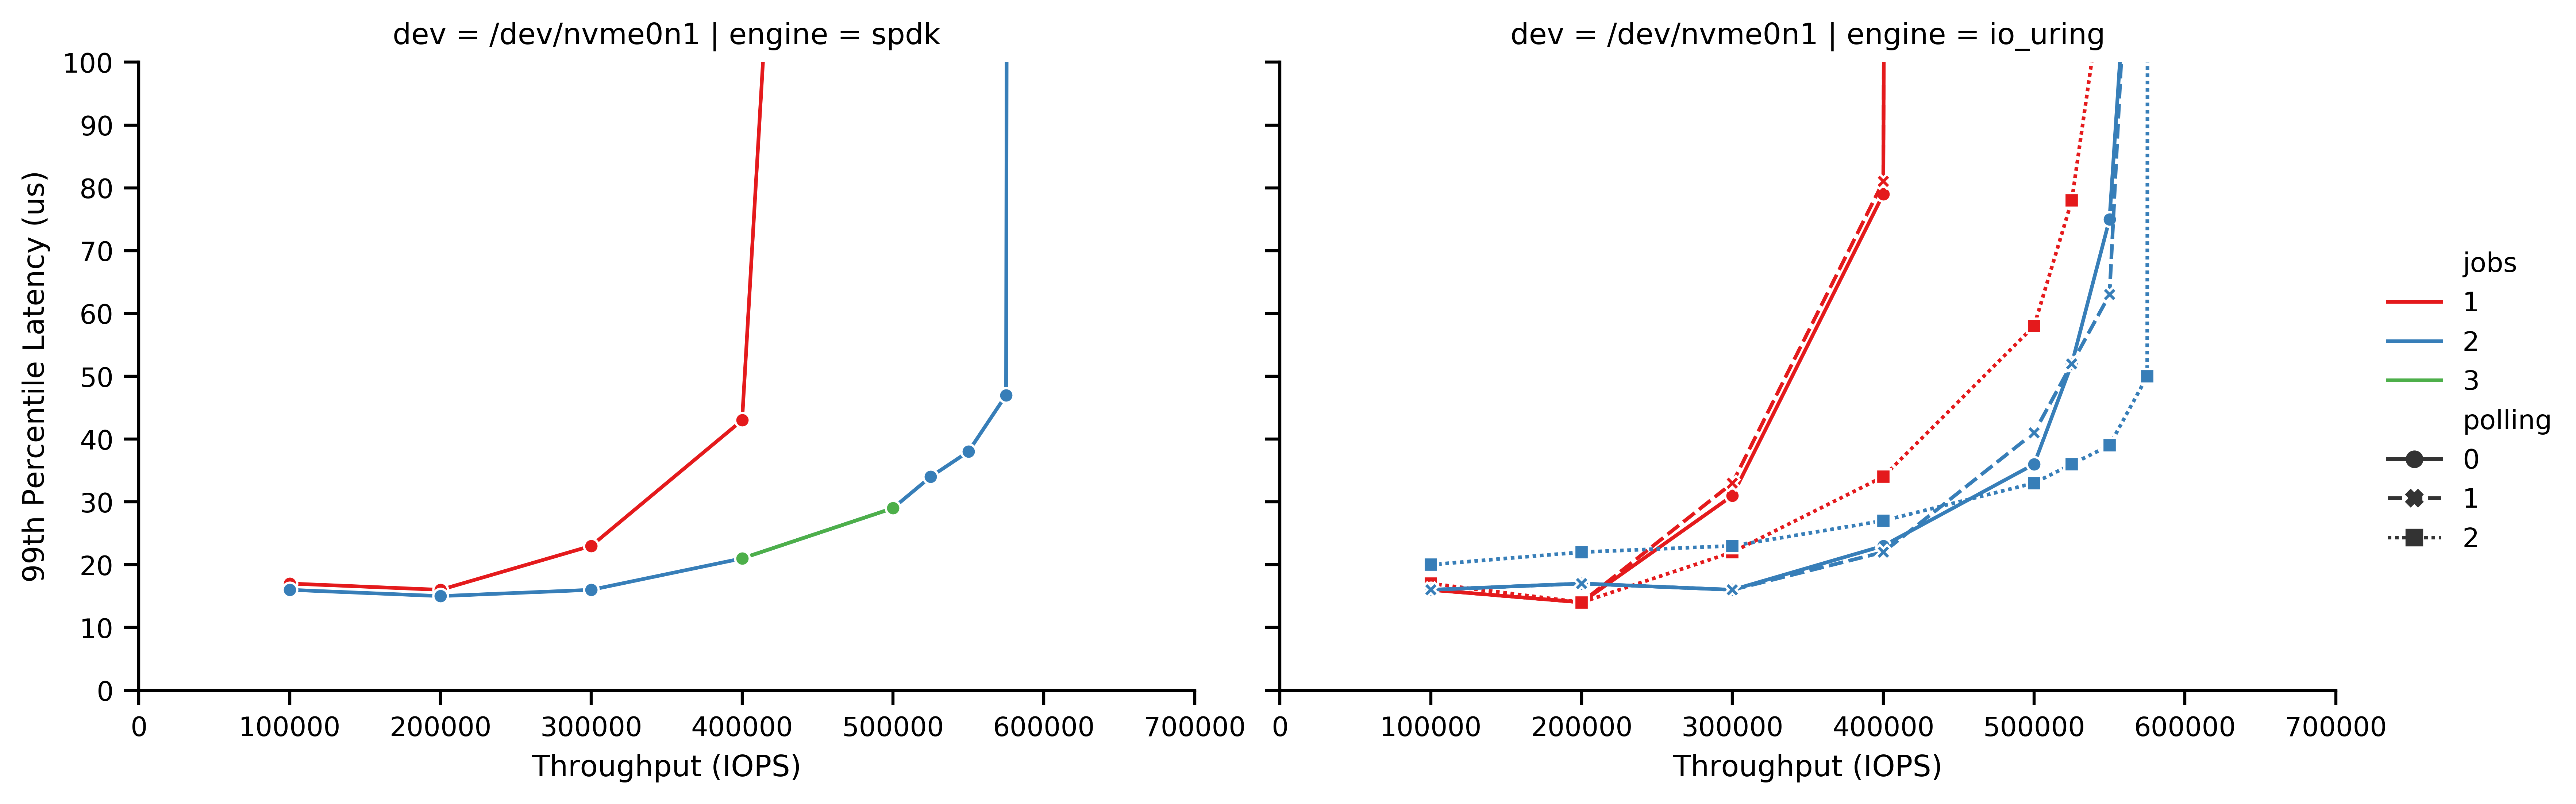 dev = /dev/nvme0n1 | engine = spdk
100
90
80
70
60
50
40
30
20
10
0
99th Percentile Latency (us)
0 100000 200000 300000 400000 500000 600000 700000
Throughput (IOPS)
dev = /dev/nvme0n1 | engine = io_uring
0 100000 200000 300000 400000 500000 600000 700000
Throughput (IOPS)
jobs
1
2
3
polling
0
1
2